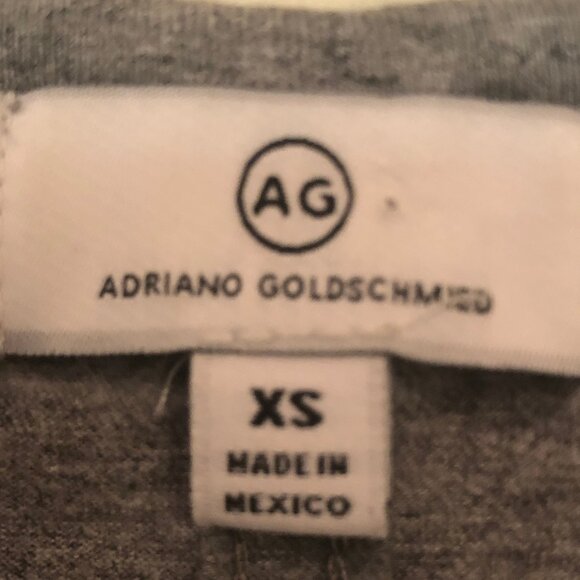 AG
ADRIANO GOLDSCHMIED
XS
MADE IN
MEXICO